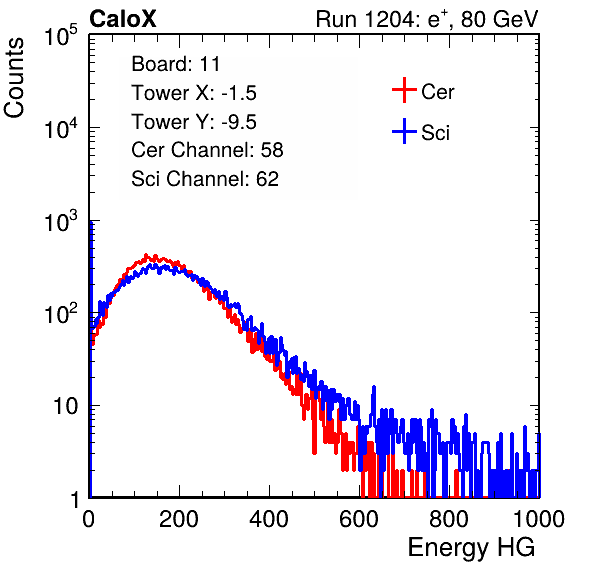 CaloX Run 1204: e⁺, 80 GeV
Counts
Board: 11
Tower X: -1.5
Tower Y: -9.5
Cer Channel: 58
Sci Channel: 62
Cer
Sci
10⁵
10⁴
10³
10²
10
1
0 200 400 600 800 1000
Energy HG